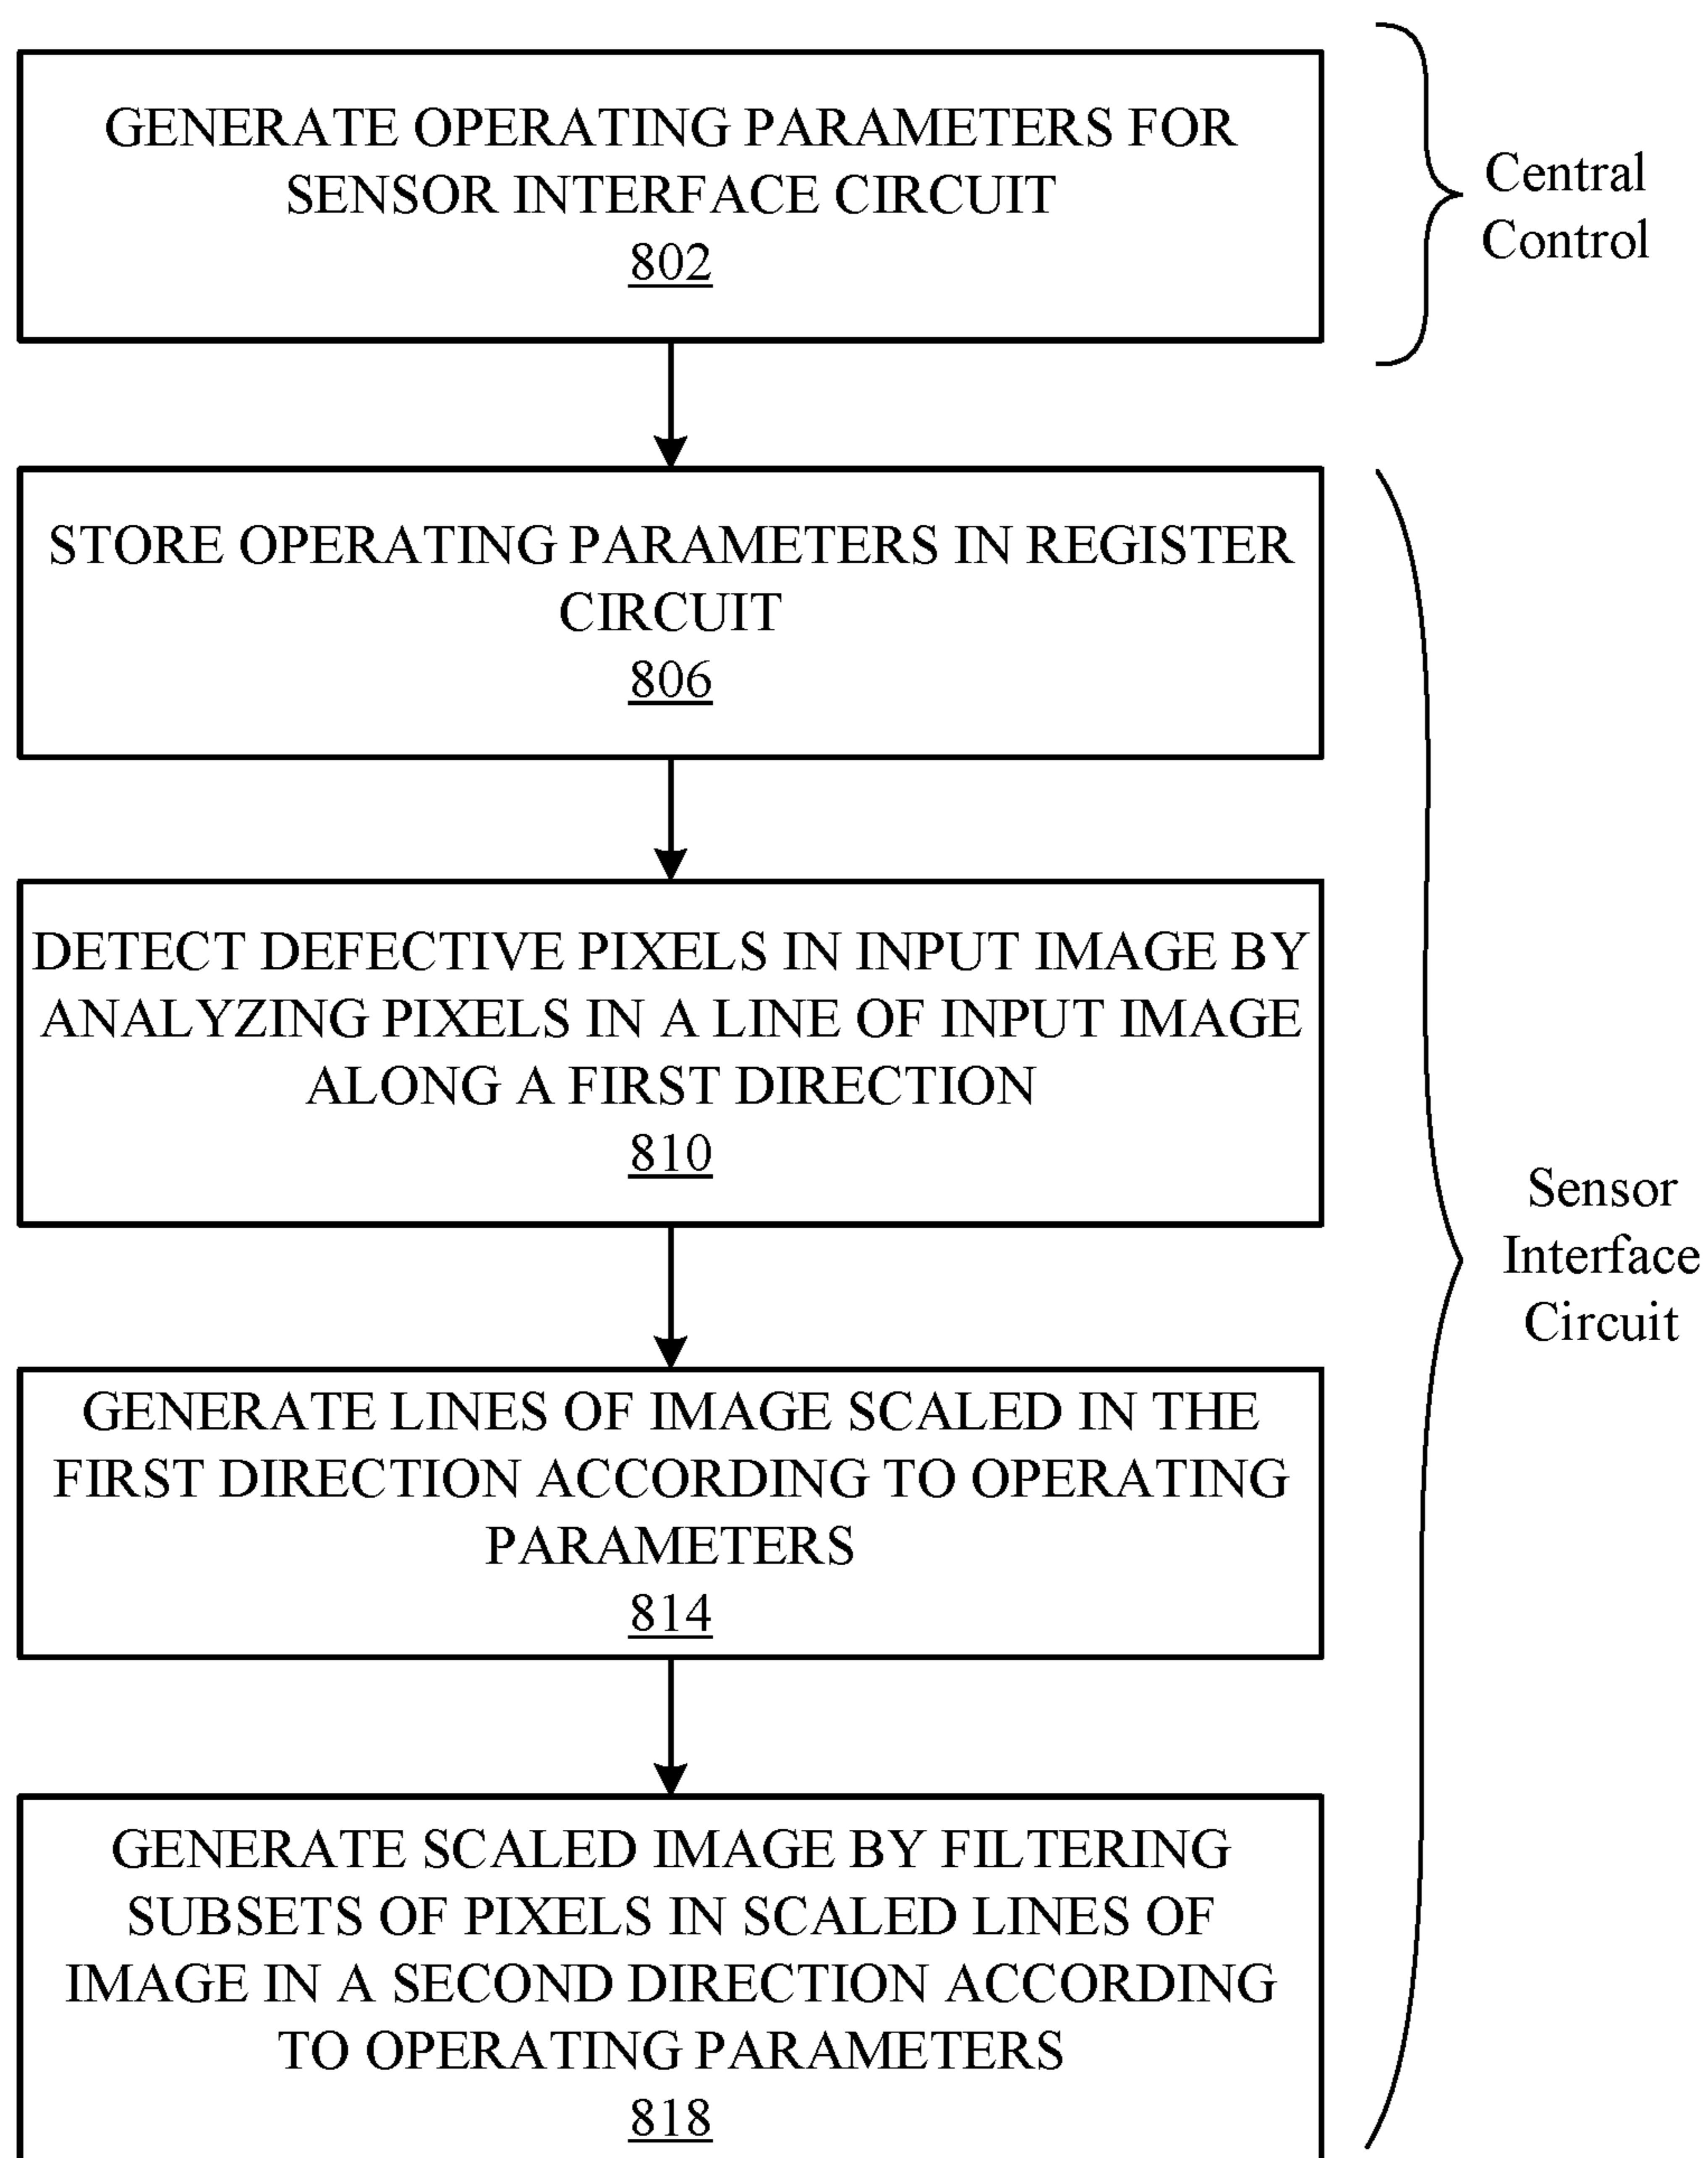 GENERATE OPERATING PARAMETERS FOR
SENSOR INTERFACE CIRCUIT
802
Central
Control
STORE OPERATING PARAMETERS IN REGISTER
CIRCUIT
806
DETECT DEFECTIVE PIXELS IN INPUT IMAGE BY
ANALYZING PIXELS IN A LINE OF INPUT IMAGE
ALONG A FIRST DIRECTION
810
Sensor
Interface
Circuit
GENERATE LINES OF IMAGE SCALED IN THE
FIRST DIRECTION ACCORDING TO OPERATING
PARAMETERS
814
GENERATE SCALED IMAGE BY FILTERING
SUBSETS OF PIXELS IN SCALED LINES OF
IMAGE IN A SECOND DIRECTION ACCORDING
TO OPERATING PARAMETERS
818